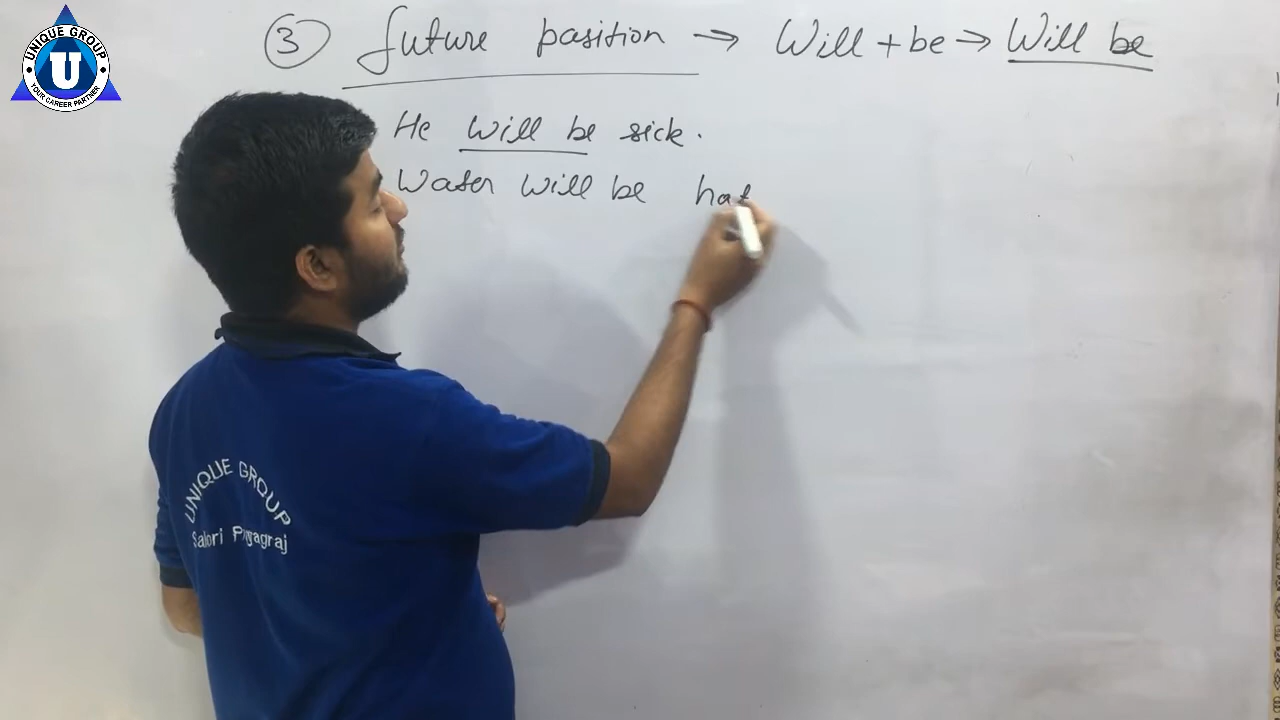 UNIQUE GROUP
U
YOUR CAREER PARTNER
③ future position → Will + be → Will be
He will be sick.
Water will be hot
UNIQUE GROUP
Salori Prayagraj